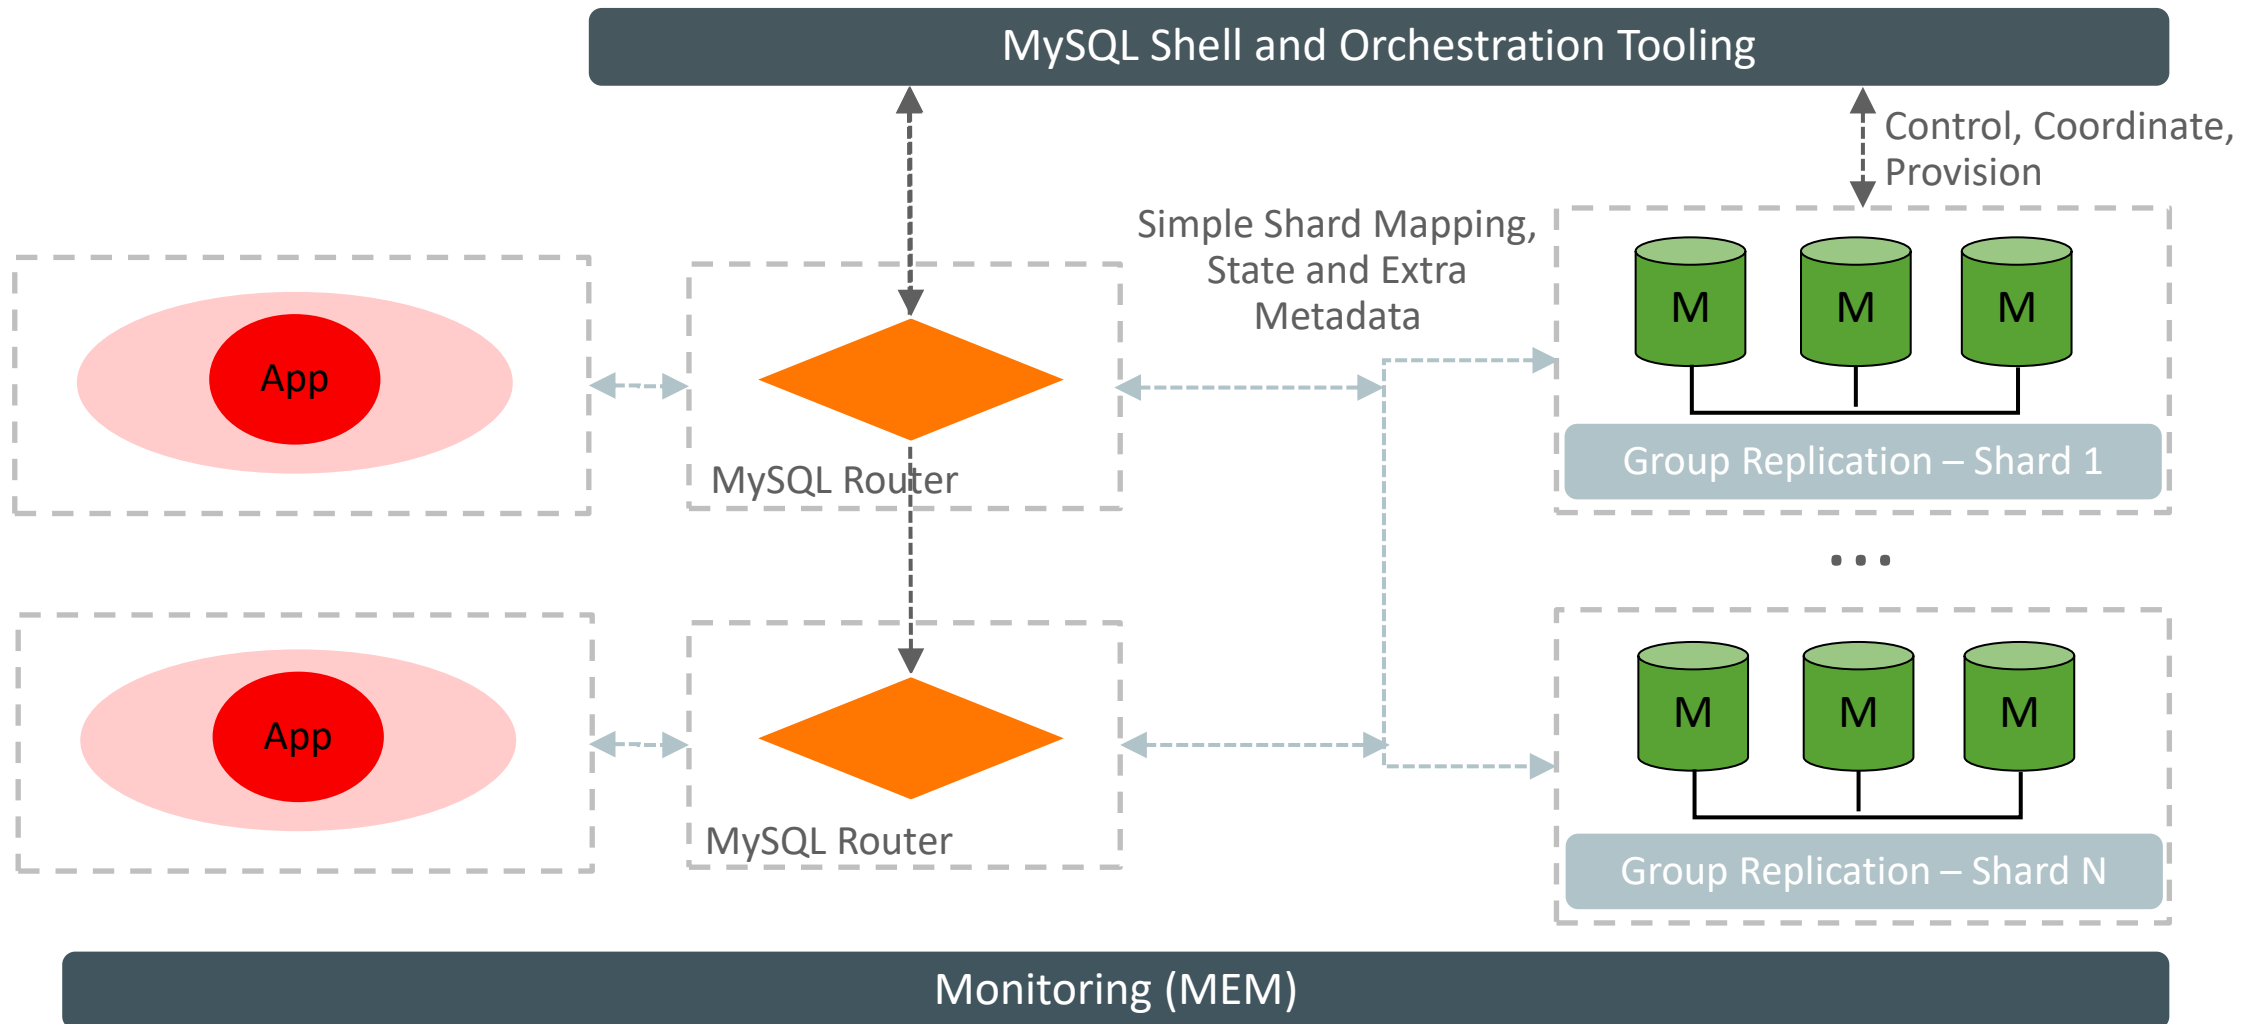 MySQL Shell and Orchestration Tooling
Control, Coordinate,
Provision
Simple Shard Mapping,
State and Extra
Metadata
App
MySQL Router
M M M
Group Replication – Shard 1
...
App
MySQL Router
M M M
Group Replication – Shard N
Monitoring (MEM)